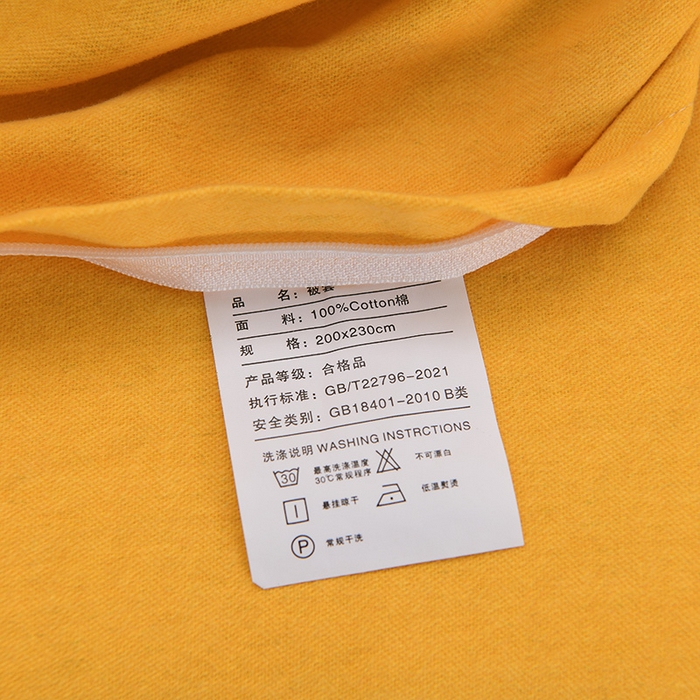 品 名：被套
面 料：100%Cotton棉
规 格：200x230cm
产品等级：合格品
执行标准：GB/T22796-2021
安全类别：GB18401-2010 B类
洗涤说明 WASHING INSTRCTIONS
30 最高洗涤温度 不可漂白
30℃常规程序
悬挂晾干 低温熨烫
P 常规干洗